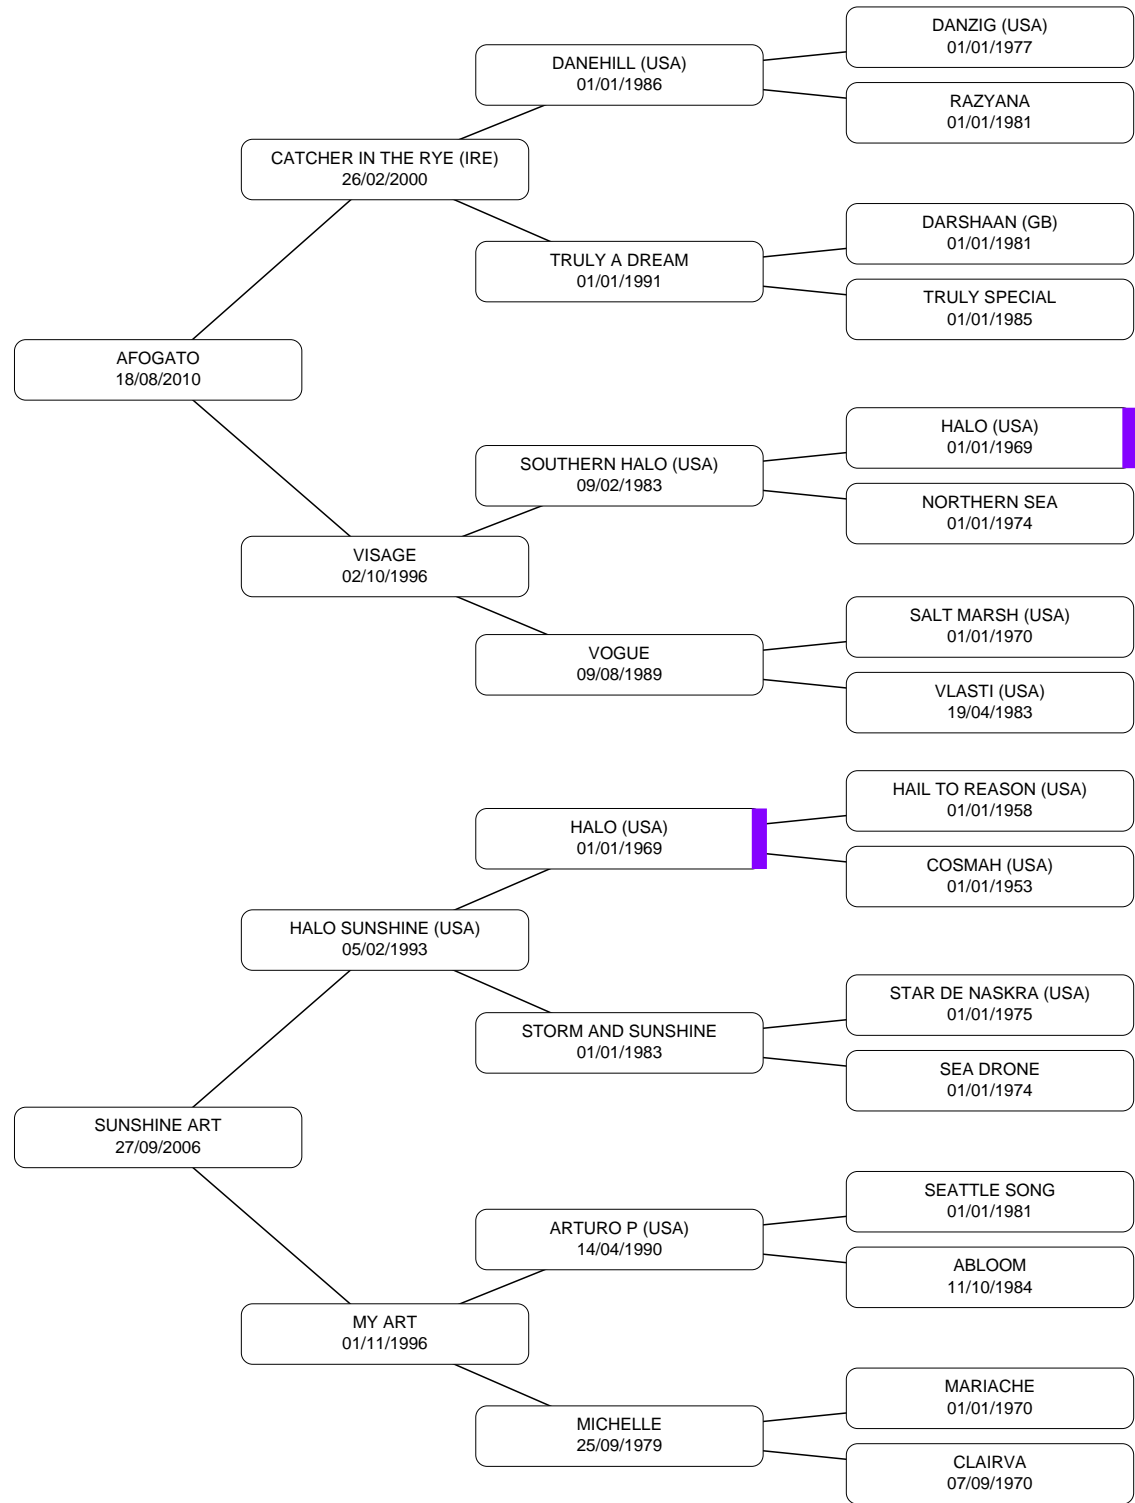 DANZIG (USA)
01/01/1977
DANEHILL (USA)
01/01/1986
RAZYANA
01/01/1981
CATCHER IN THE RYE (IRE)
26/02/2000
DARSHAAN (GB)
01/01/1981
TRULY A DREAM
01/01/1991
TRULY SPECIAL
01/01/1985
AFOGATO
18/08/2010
HALO (USA)
01/01/1969
SOUTHERN HALO (USA)
09/02/1983
NORTHERN SEA
01/01/1974
VISAGE
02/10/1996
SALT MARSH (USA)
01/01/1970
VOGUE
09/08/1989
VLASTI (USA)
19/04/1983
HAIL TO REASON (USA)
01/01/1958
HALO (USA)
01/01/1969
COSMAH (USA)
01/01/1953
HALO SUNSHINE (USA)
05/02/1993
STAR DE NASKRA (USA)
01/01/1975
STORM AND SUNSHINE
01/01/1983
SEA DRONE
01/01/1974
SUNSHINE ART
27/09/2006
SEATTLE SONG
01/01/1981
ARTURO P (USA)
14/04/1990
ABLOOM
11/10/1984
MY ART
01/11/1996
MARIACHE
01/01/1970
MICHELLE
25/09/1979
CLAIRVA
07/09/1970